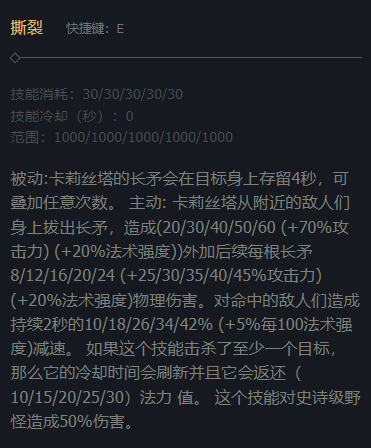 撕裂 快捷键：E
技能消耗：30/30/30/30/30
技能冷却（秒）：0
范围：1000/1000/1000/1000/1000
被动:卡莉丝塔的长矛会在目标身上存留4秒，可
叠加任意次数。 主动: 卡莉丝塔从附近的敌人们
身上拔出长矛，造成(20/30/40/50/60 (+70%攻
击力) (+20%法术强度))外加后续每根长矛
8/12/16/20/24 (+25/30/35/40/45%攻击力)
(+20%法术强度)物理伤害。对命中的敌人们造成
持续2秒的10/18/26/34/42% (+5%每100法术强
度)减速。 如果这个技能击杀了至少一个目标，
那么它的冷却时间会刷新并且它会返还（
10/15/20/25/30）法力 值。 这个技能对史诗级野
怪造成50%伤害。